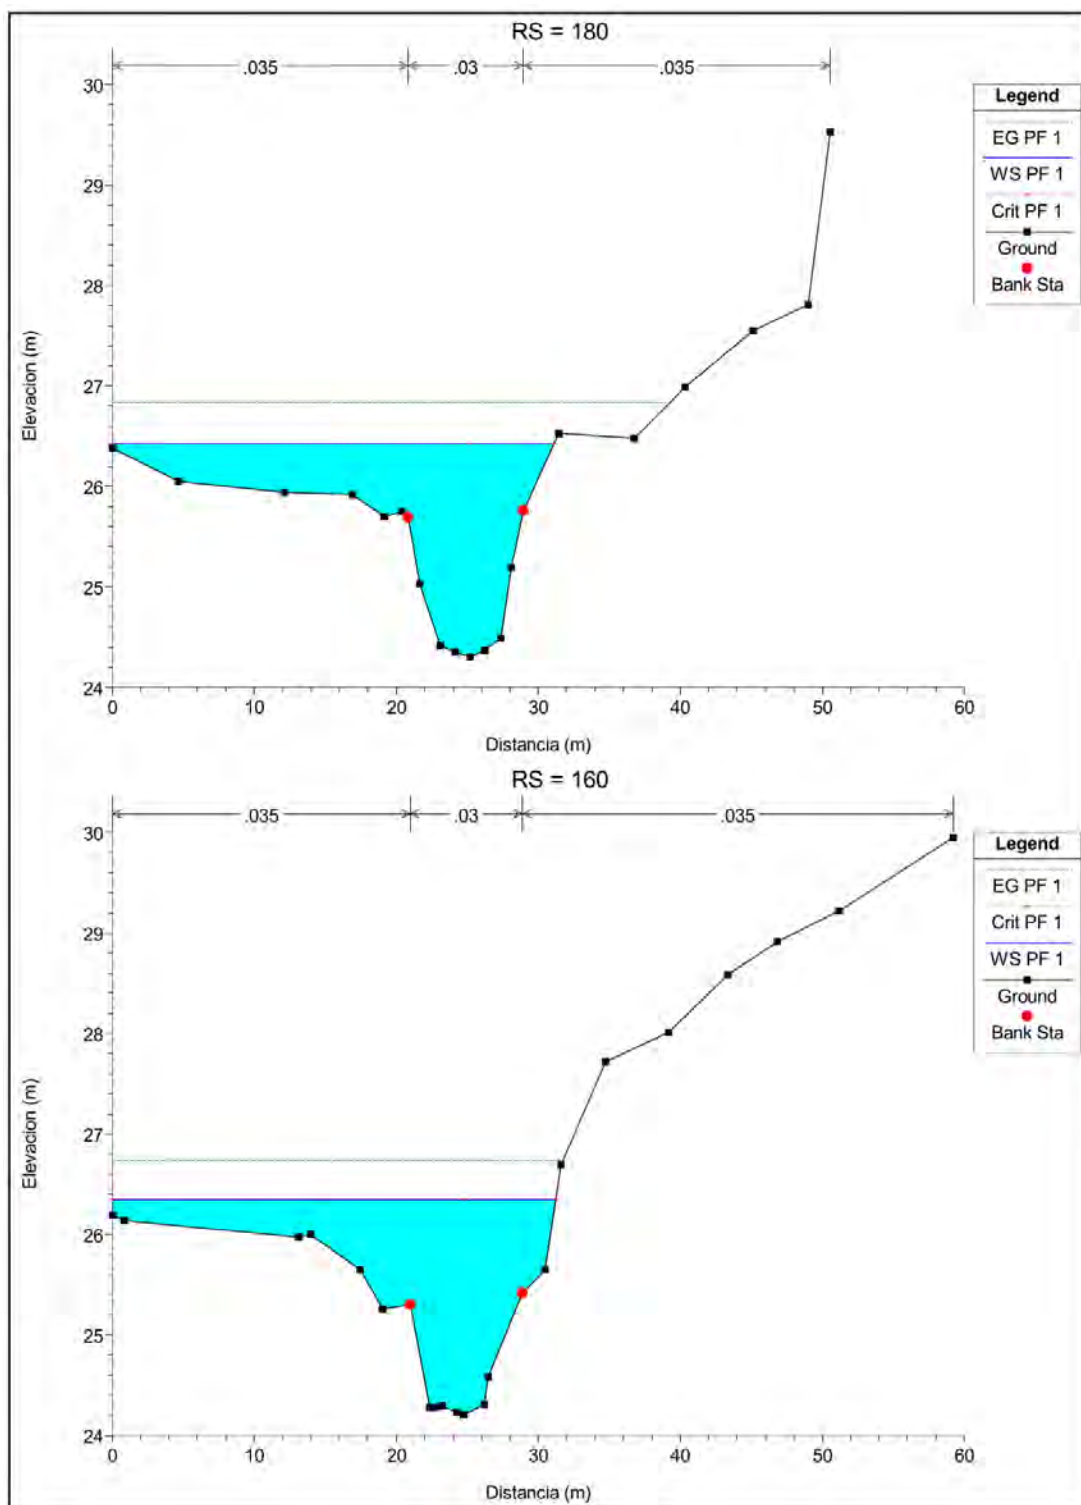 RS = 180
.035 .03 .035
30
29
28
27
26
25
24
Evacion (m)
0 10 20 30 40 50 60
Distancia (m)
Legend
EG PF 1
WS PF 1
Crit PF 1
Ground
Bank Sta
RS = 160
.035 .03 .035
30
29
28
27
26
25
24
Elevacion (m)
0 10 20 30 40 50 60
Distancia (m)
Legend
EG PF 1
Crit PF 1
WS PF 1
Ground
Bank Sta